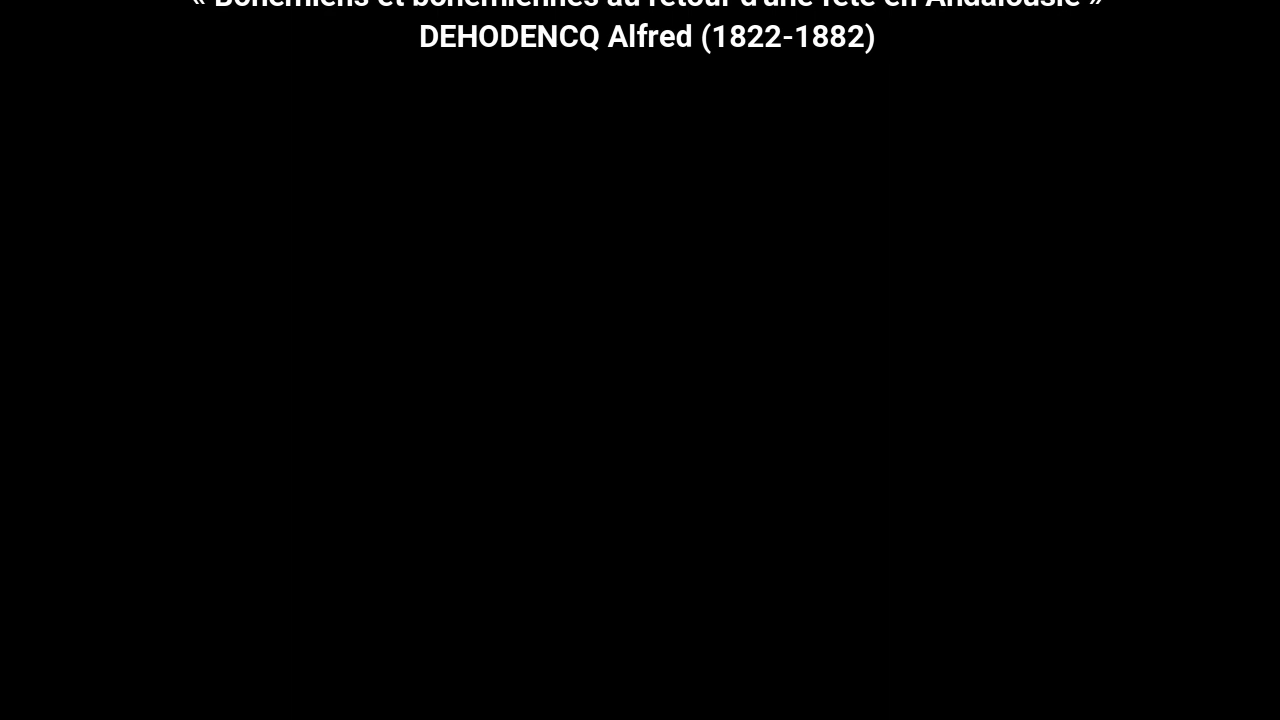 « Bohémiens et bohémiennes au retour d'une fête en Andalousie »
DEHODENCQ Alfred (1822-1882)